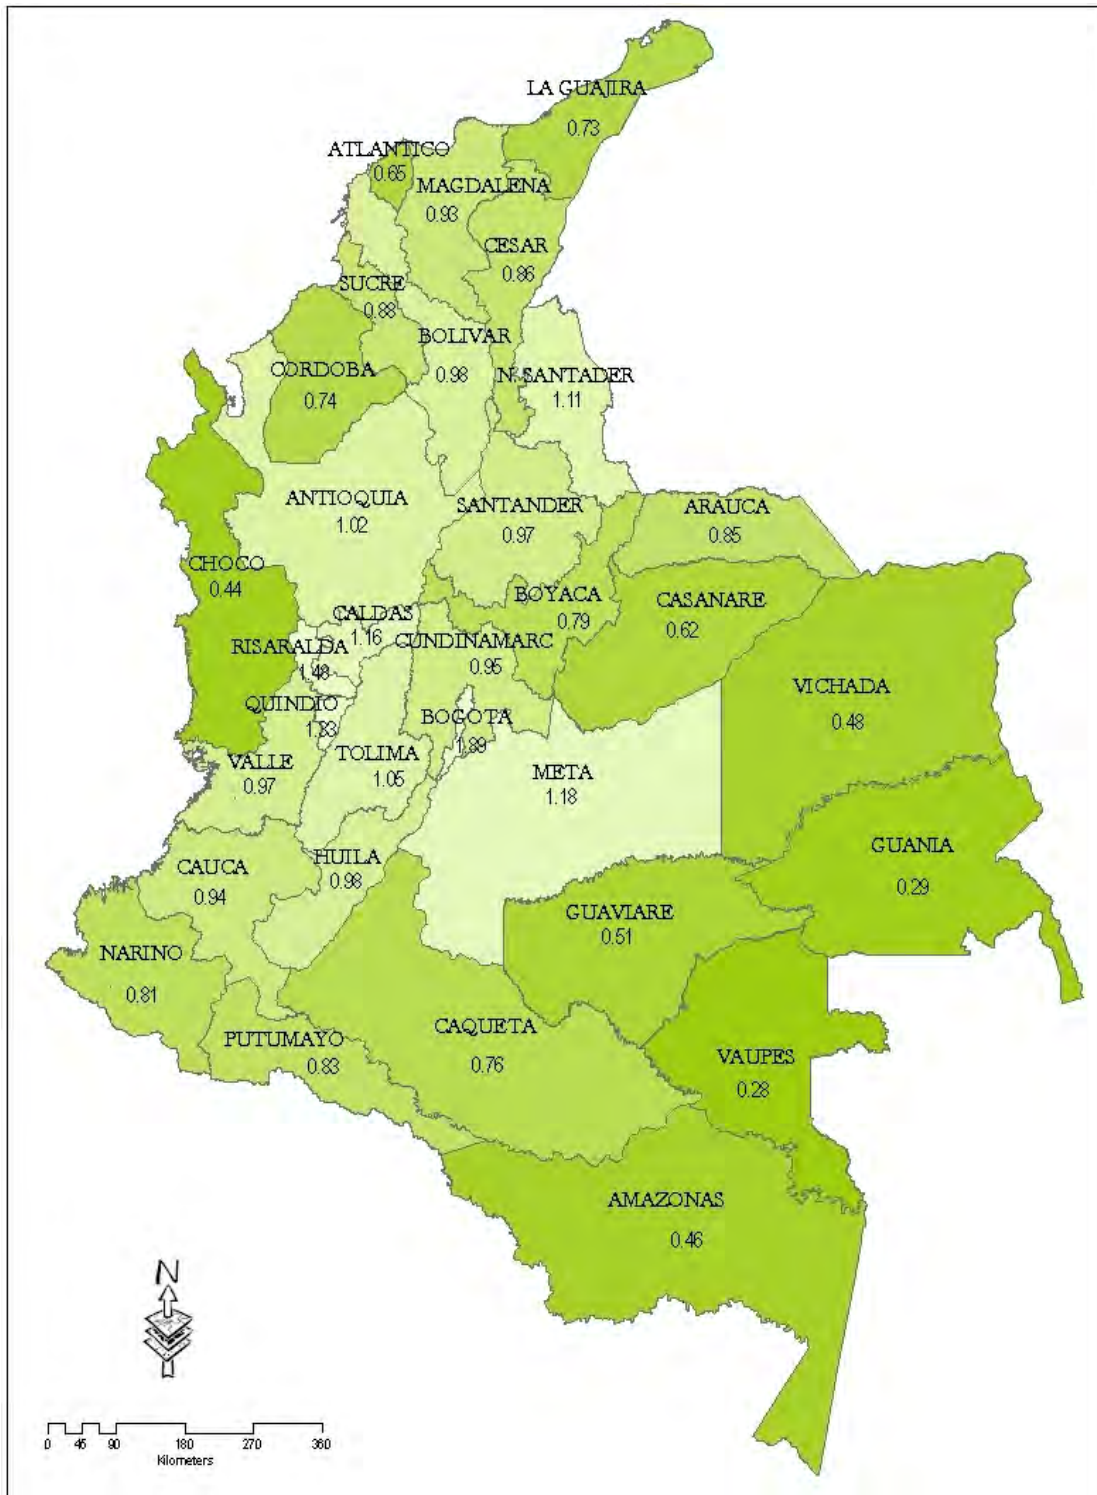 LA GUAJIRA
0.73
ATLANTICO
0.65
MAGDALENA
0.93
CESAR
0.86
SUCRE
0.88
BOLIVAR
0.98
N. SANTADER
1.11
CORDOBA
0.74
ANTIOQUIA
1.02
SANTANDER
0.97
ARAUCA
0.85
CHOCO
0.44
BOYACA
0.79
CASANARE
0.62
CALDAS
1.16
CUNDINAMARC
0.95
RISARALDA
1.48
VICHADA
0.48
QUINDIO
BOGOTA
1.89
TOLIMA
1.05
VALLE
0.97
META
1.18
GUANIA
0.29
HUILA
0.98
CAUCA
0.94
GUAVIARE
0.51
NARINO
0.81
CAQUETA
0.76
PUTUMAYO
0.83
VAUPES
0.28
AMAZONAS
0.46
N
0 45 90 180 270 360
Kilometers